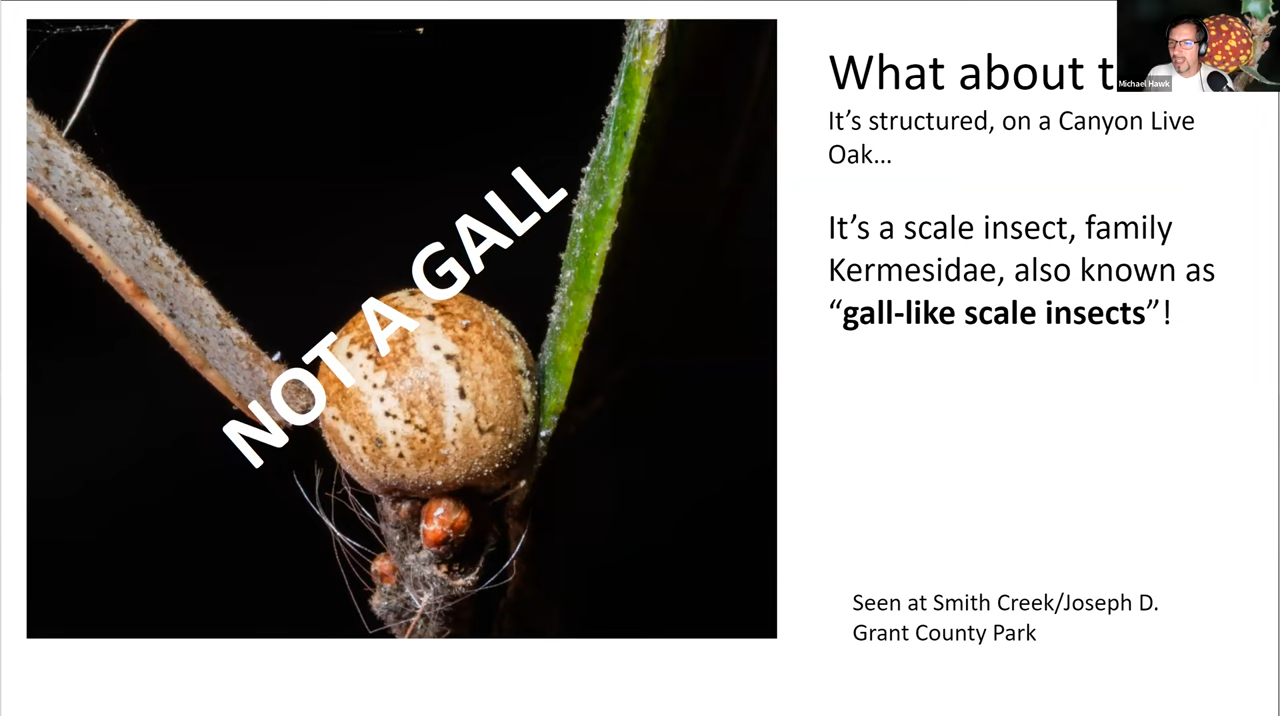 What about t
Michael Hawk
It’s structured, on a Canyon Live
Oak…
NOT A GALL
It’s a scale insect, family
Kermesidae, also known as
“gall-like scale insects”!
Seen at Smith Creek/Joseph D.
Grant County Park